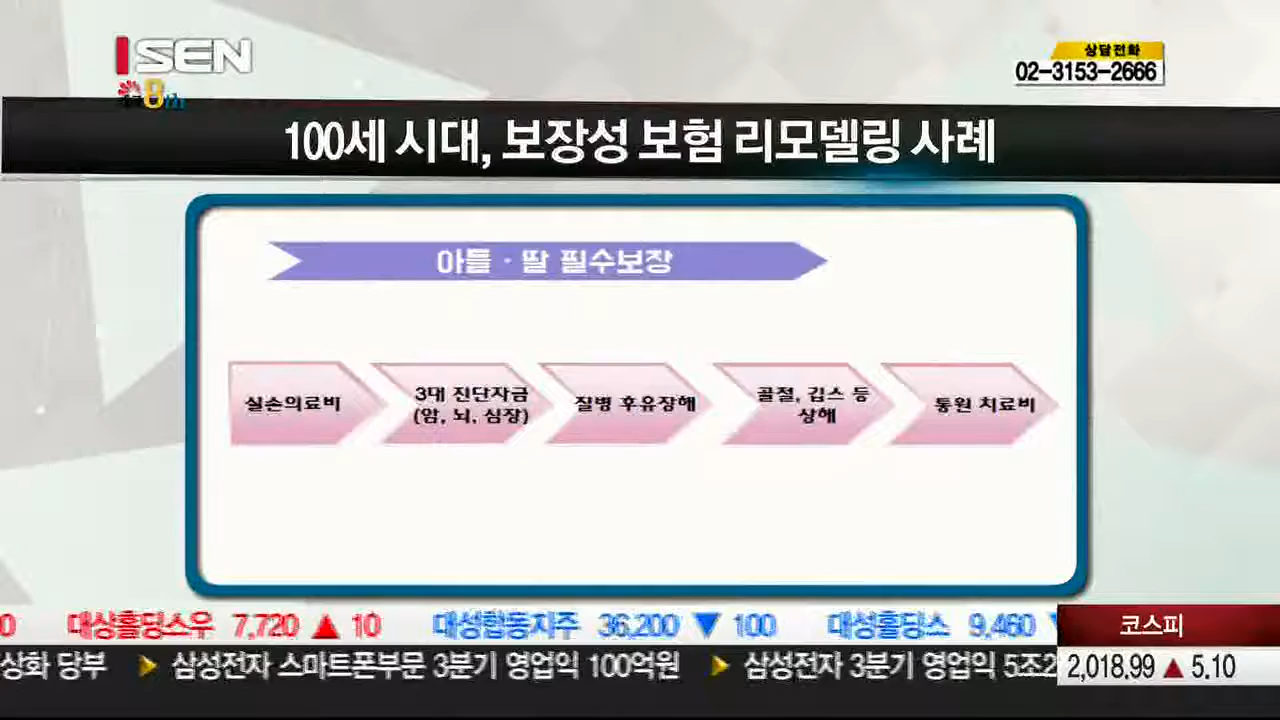 SEN
8th
상담전화
02-3153-2666
100세 시대, 보장성 보험 리모델링 사례
아들·딸 필수보장
실손의료비
3대 진단자금
(암, 뇌, 심장)
질병 후유장해
골절, 깁스 등
상해
통원 치료비
0 대상홀딩스우 7,720 ▲ 10 대성합동지주 36,200 ▼ 100 대성홀딩스 9,460 ▼
코스피
상화 당부 ▶ 삼성전자 스마트폰부문 3분기 영업익 100억원 ▶ 삼성전자 3분기 영업익 5조2
2,018.99 ▲ 5.10